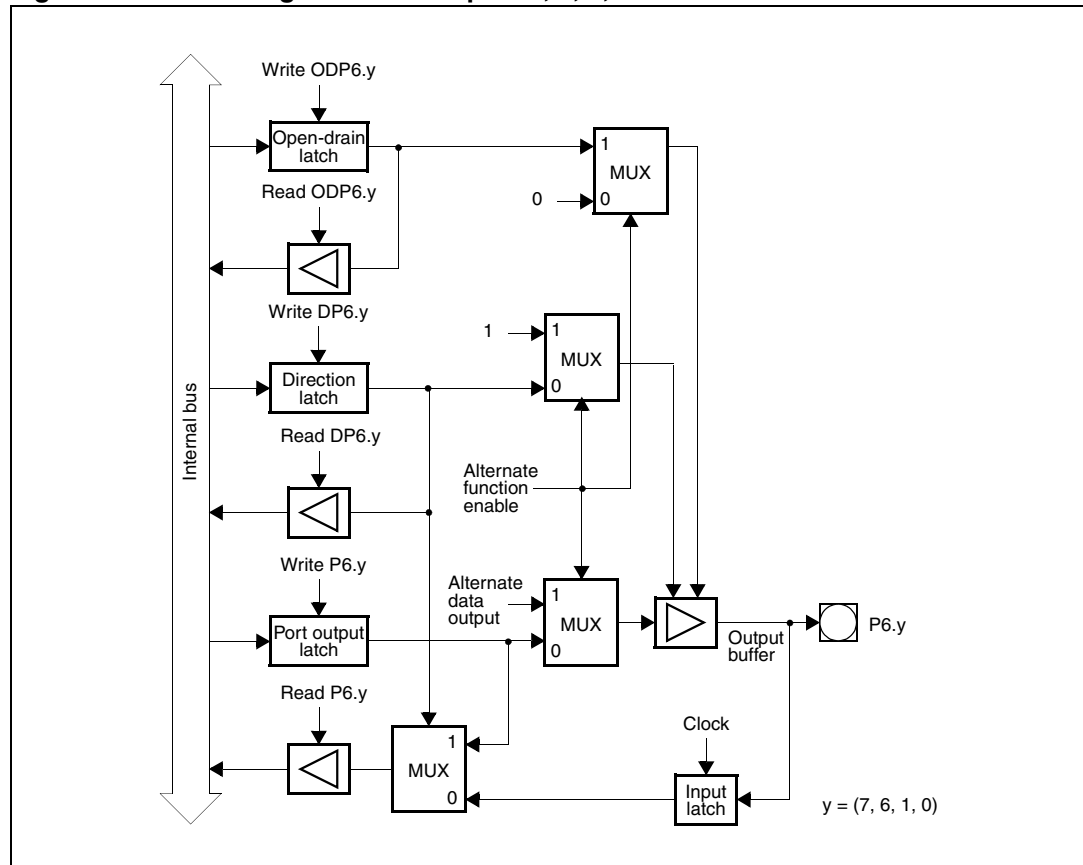 Write ODP6.y
Open-drain
latch
1
MUX
0
0
Read ODP6.y
Write DP6.y
1
1
MUX
0
Direction
latch
Internal bus
Read DP6.y
Alternate
function
enable
Write P6.y
Alternate
data
output
1
MUX
0
Port output
latch
Output
buffer
P6.y
Read P6.y
Clock
1
MUX
0
Input
latch
y = (7, 6, 1, 0)